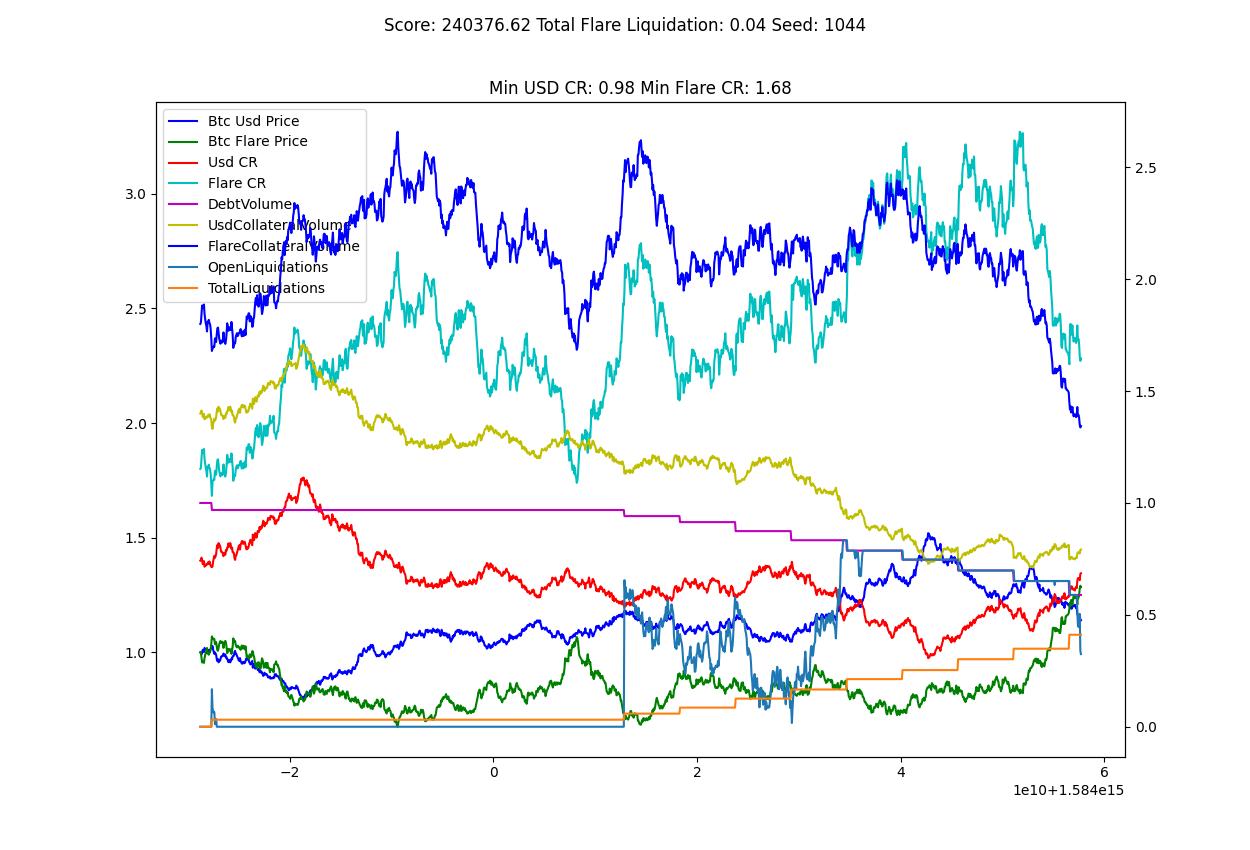 Score: 240376.62 Total Flare Liquidation: 0.04 Seed: 1044
Min USD CR: 0.98 Min Flare CR: 1.68
Btc Usd Price
Btc Flare Price
Usd CR
Flare CR
DebtVolume
UsdCollateralVolume
FlareCollateralVolume
OpenLiquidations
TotalLiquidations
3.0
2.5
2.0
1.5
1.0
2.5
2.0
1.5
1.0
0.5
0.0
−2
0
2
4
6
1e10+1.584e15